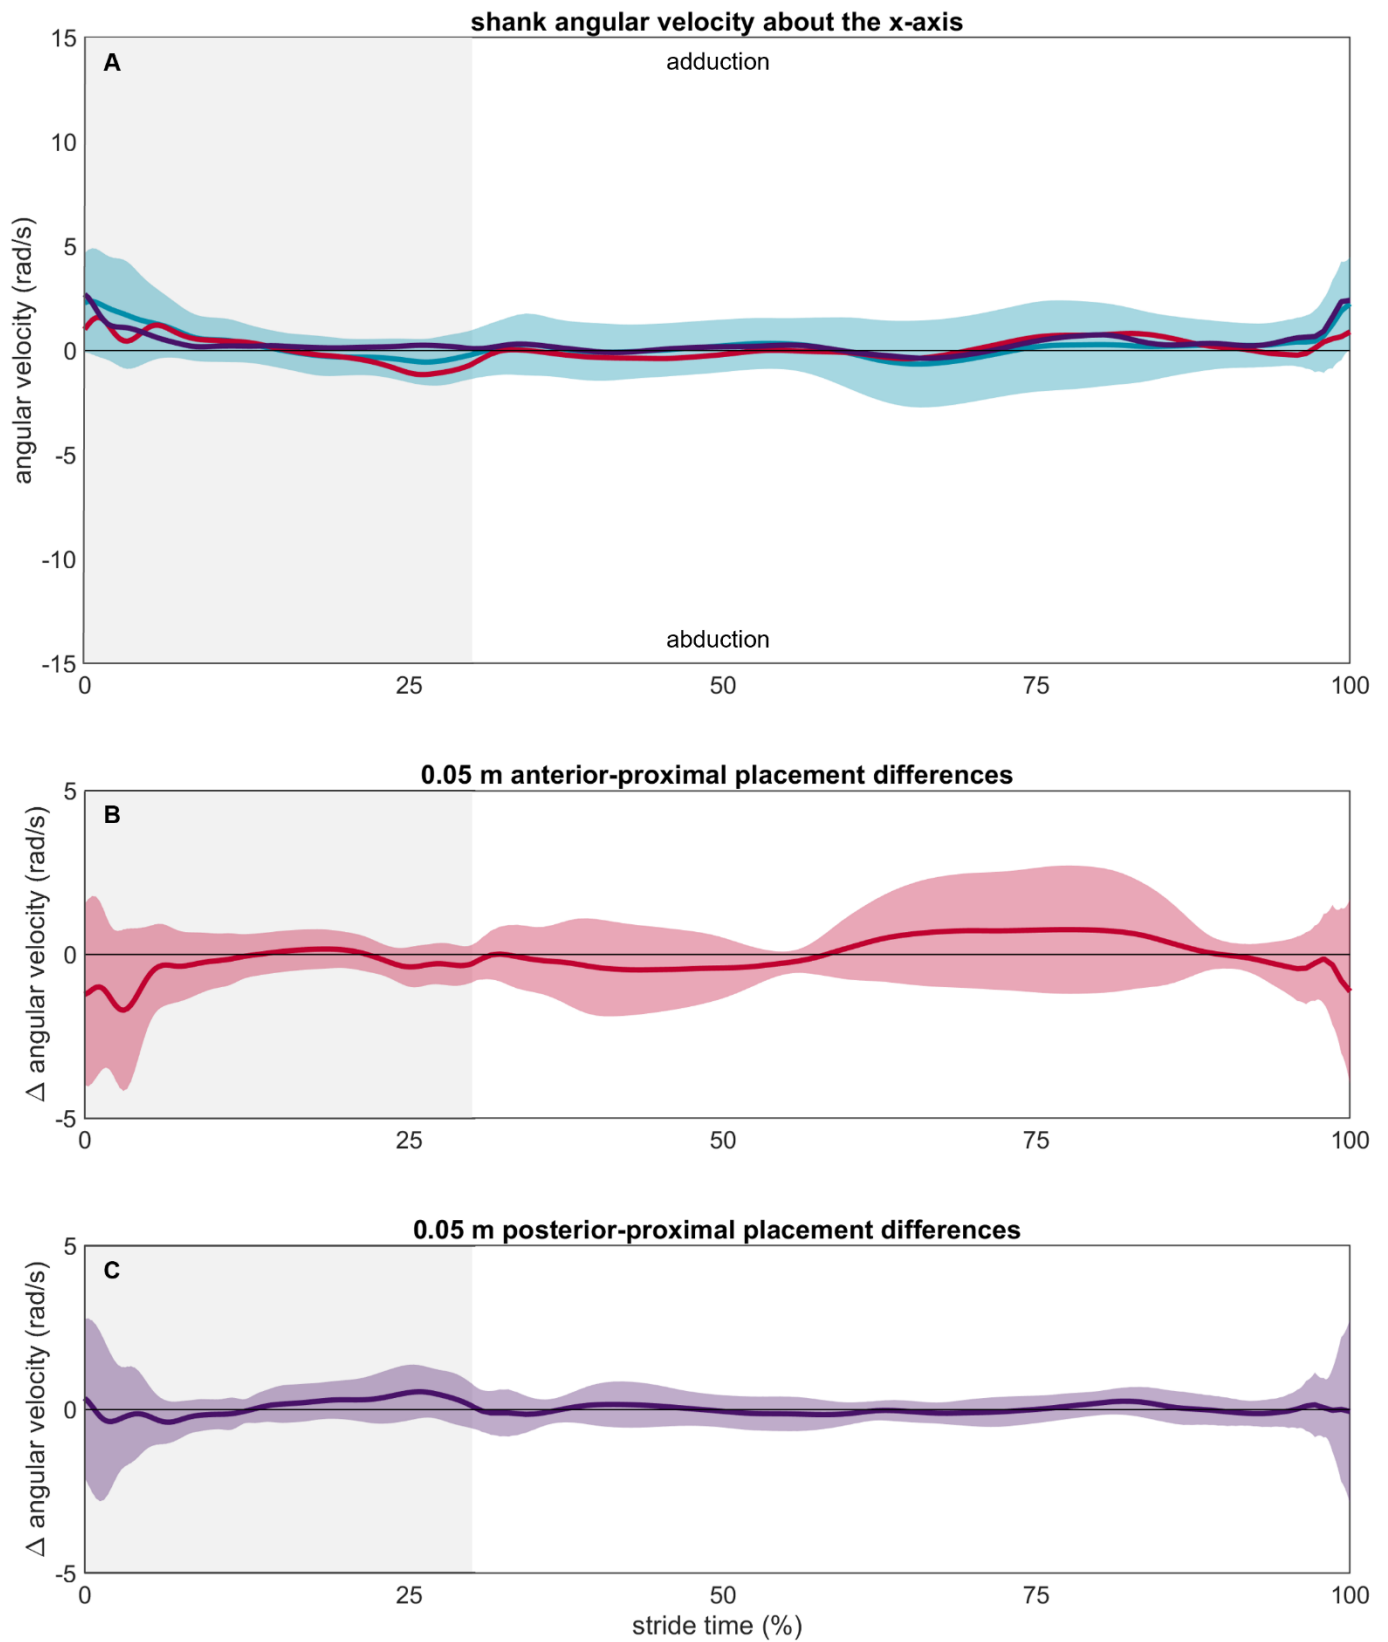 shank angular velocity about the x-axis
15
A
adduction
10
5
0
-5
-10
abduction
-15
0 25 50 75 100
angular velocity (rad/s)
0.05 m anterior-proximal placement differences
5
B
0
-5
0 25 50 75 100
Δ angular velocity (rad/s)
0.05 m posterior-proximal placement differences
5
C
0
-5
0 25 50 75 100
Δ angular velocity (rad/s)
stride time (%)